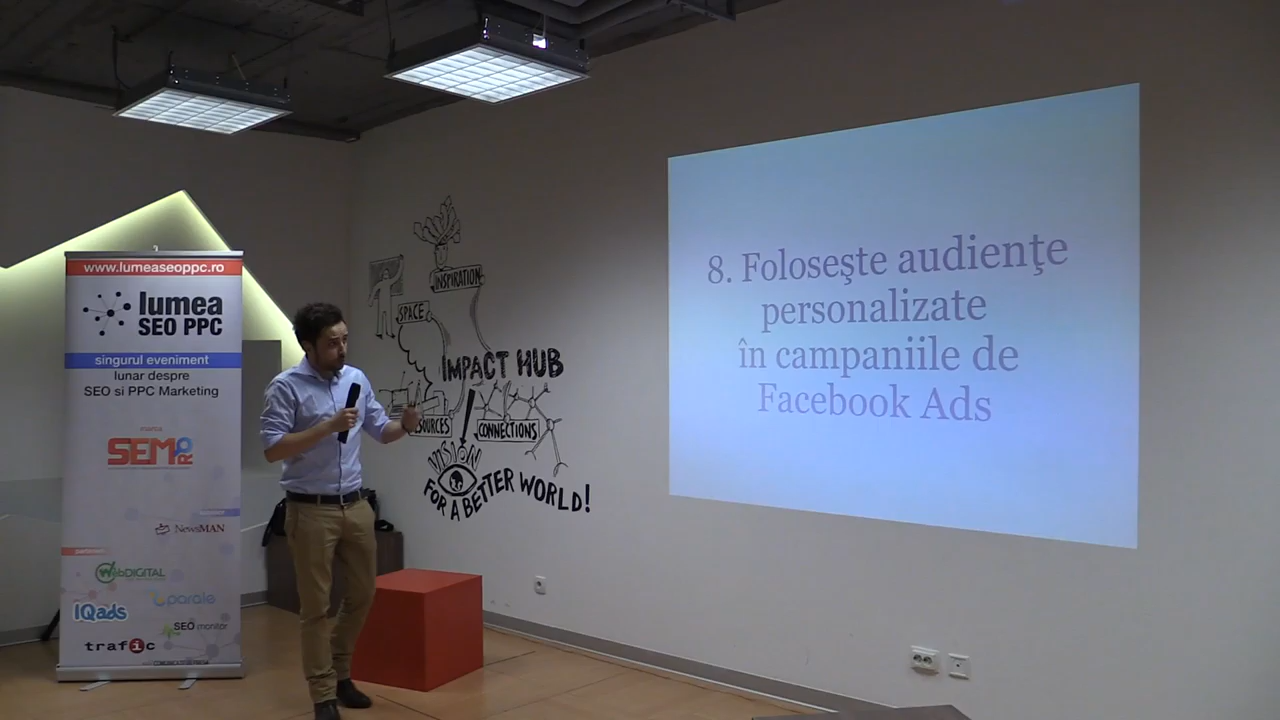 www.lumeaseoppc.ro
lumea
SEO PPC
singurul eveniment
lunar despre
SEO si PPC Marketing
SEM
RO
NewsMAN
WebDIGITAL
IQads
parale
SEO monitor
trafic
INSPIRATION
SPACE
IMPACT HUB
CONNECTIONS
VISION
FOR A BETTER WORLD!
8. Foloseşte audienţe
personalizate
în campaniile de
Facebook Ads